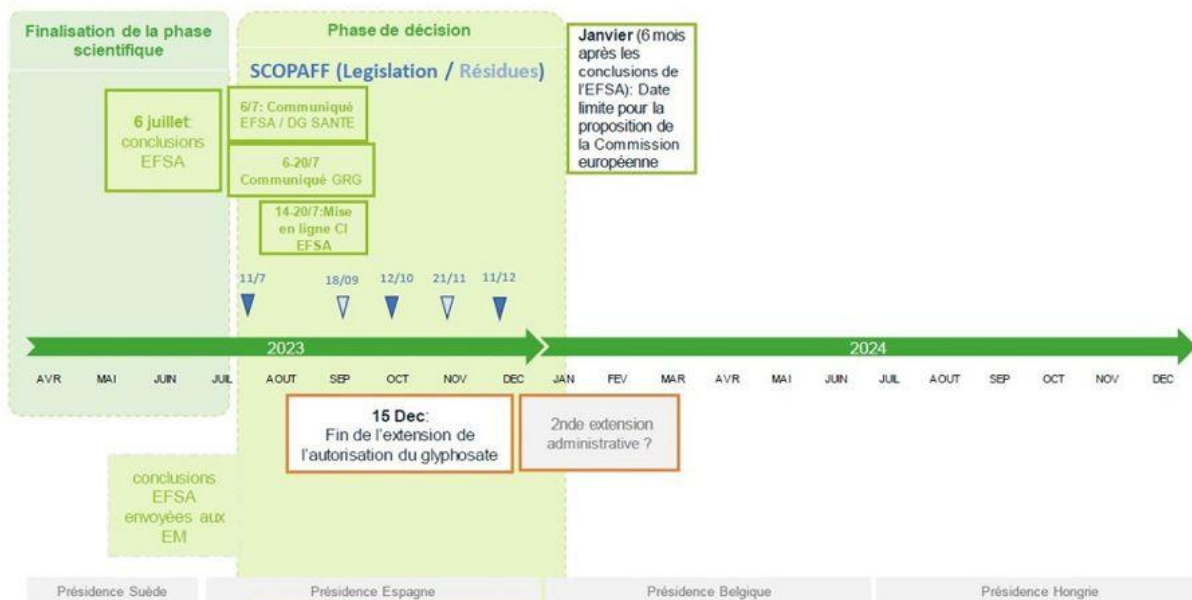 Finalisation de la phase
scientifique
Phase de décision
SCOPAFF (Legislation / Résidues)
6 juillet:
conclusions
EFSA
6/7: Communiqué
EFSA / DG SANTE
6-20/7
Communiqué GRG
14-20/7:Mise
en ligne CI
EFSA
Janvier (6 mois
après les
conclusions de
l'EFSA): Date
limite pour la
proposition de
la Commission
européenne
11/7
18/09
12/10
21/11
11/12
2023
2024
AVR
MAI
JUIN
JUIL
AOUT
SEP
OCT
NOV
DEC
JAN
FEV
MAR
AVR
MAI
JUIN
JUIL
AOUT
SEP
OCT
NOV
DEC
15 Dec:
Fin de l'extension de
l'autorisation du glyphosate
2nde extension
administrative ?
conclusions
EFSA
envoyées aux
EM
Présidence Suède
Présidence Espagne
Présidence Belgique
Présidence Hongrie